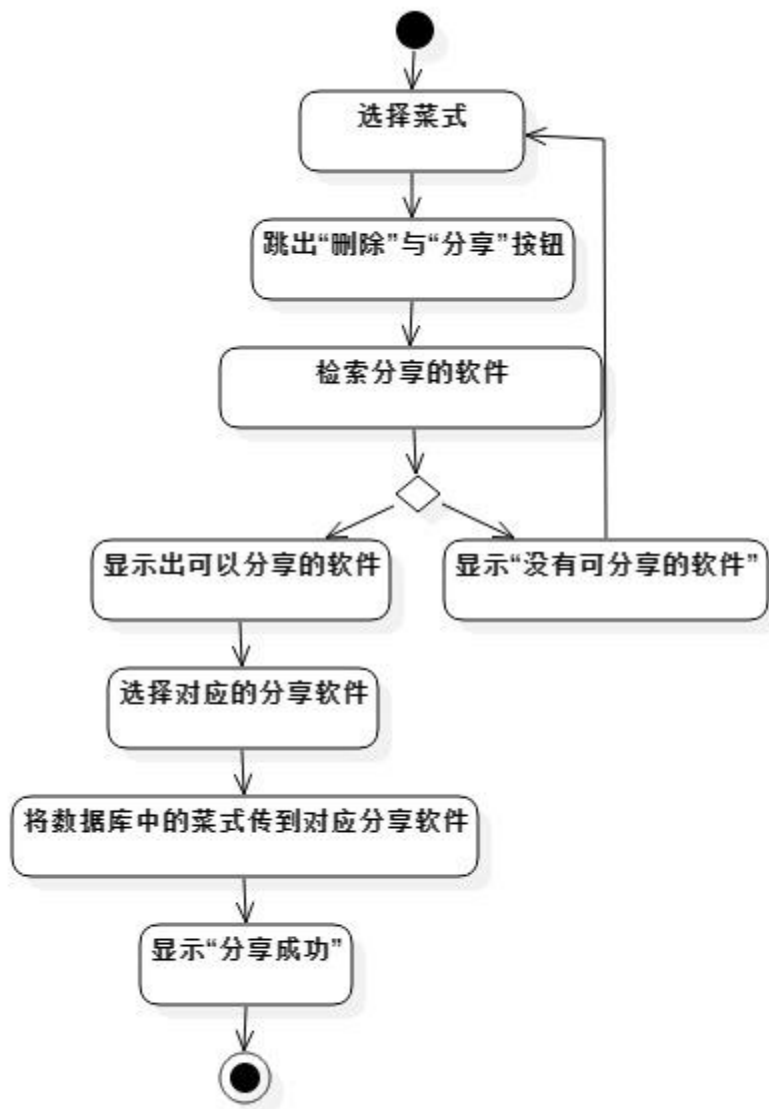 选择菜式
跳出“删除”与“分享”按钮
检索分享的软件
显示出可以分享的软件
显示“没有可分享的软件”
选择对应的分享软件
将数据库中的菜式传到对应分享软件
显示“分享成功”